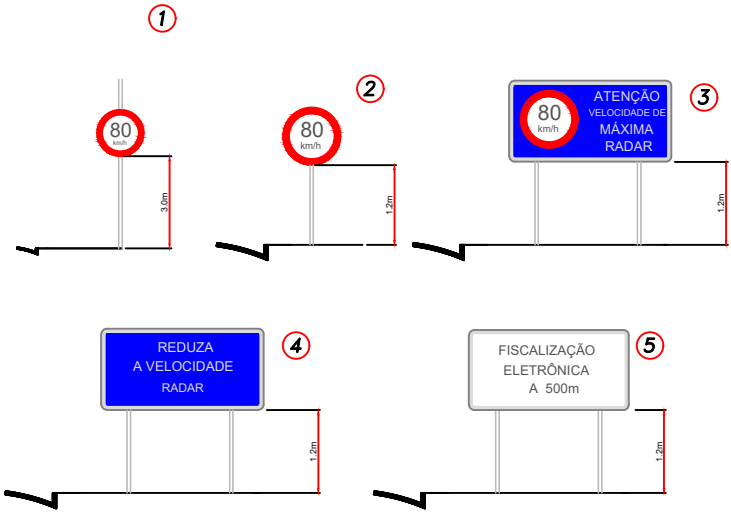 1
80
km/h
3.0m
2
80
km/h
1.2m
3
80
km/h
ATENÇÃO
VELOCIDADE DE
MÁXIMA
RADAR
1.2m
4
REDUZA
A VELOCIDADE
RADAR
1.2m
5
FISCALIZAÇÃO
ELETRÔNICA
A 500m
1.2m